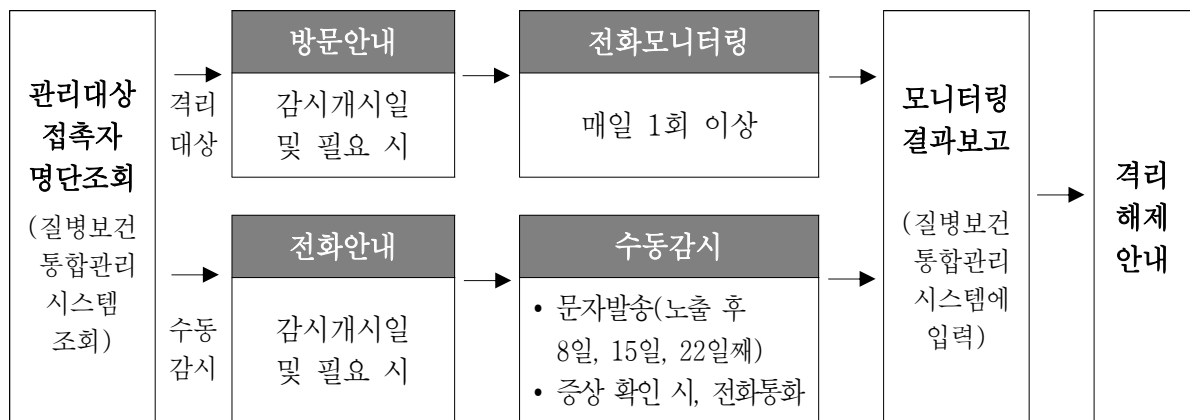 관리대상
접촉자
명단조회
(질병보건
통합관리
시스템
조회)
격리
대상
방문안내
감시개시일
및 필요 시
전화모니터링
매일 1회 이상
수동
감시
전화안내
감시개시일
및 필요 시
수동감시
• 문자발송(노출 후
8일, 15일, 22일째)
• 증상 확인 시, 전화통화
모니터링
결과보고
(질병보건
통합관리
시스템에
입력)
격리
해제
안내